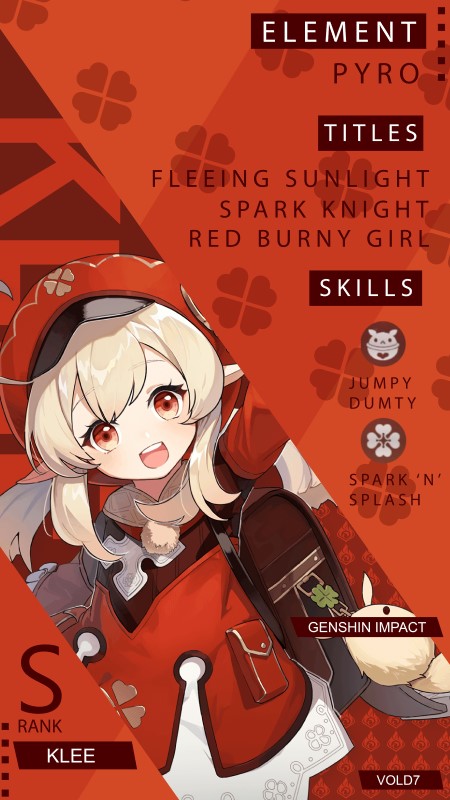 ELEMENT
PYRO
TITLES
FLEEING SUNLIGHT
SPARK KNIGHT
RED BURNY GIRL
SKILLS
JUMPY
DUMTY
SPARK ‘N’
SPLASH
GENSHIN IMPACT
S
RANK
KLEE
VOLD7